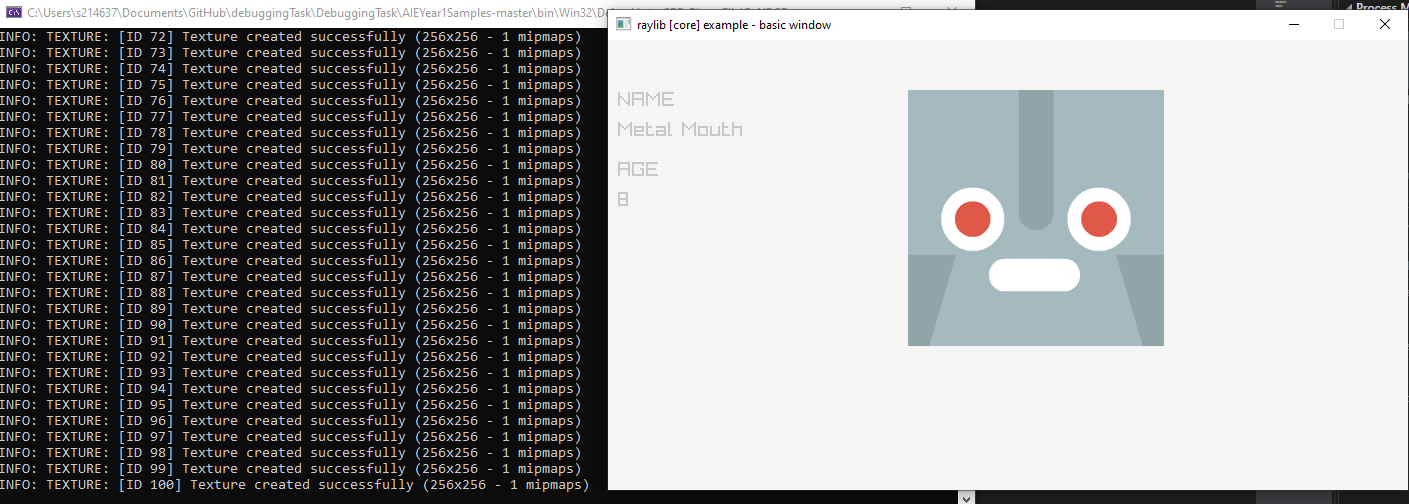 C:\Users\s214637\Documents\GitHub\debuggingTask\DebuggingTask\AIEYear1Samples-master\bin\Win32\
INFO: TEXTURE: [ID 72] Texture created successfully (256x256 - 1 mipmaps)
INFO: TEXTURE: [ID 73] Texture created successfully (256x256 - 1 mipmaps)
INFO: TEXTURE: [ID 74] Texture created successfully (256x256 - 1 mipmaps)
INFO: TEXTURE: [ID 75] Texture created successfully (256x256 - 1 mipmaps)
INFO: TEXTURE: [ID 76] Texture created successfully (256x256 - 1 mipmaps)
INFO: TEXTURE: [ID 77] Texture created successfully (256x256 - 1 mipmaps)
INFO: TEXTURE: [ID 78] Texture created successfully (256x256 - 1 mipmaps)
INFO: TEXTURE: [ID 79] Texture created successfully (256x256 - 1 mipmaps)
INFO: TEXTURE: [ID 80] Texture created successfully (256x256 - 1 mipmaps)
INFO: TEXTURE: [ID 81] Texture created successfully (256x256 - 1 mipmaps)
INFO: TEXTURE: [ID 82] Texture created successfully (256x256 - 1 mipmaps)
INFO: TEXTURE: [ID 83] Texture created successfully (256x256 - 1 mipmaps)
INFO: TEXTURE: [ID 84] Texture created successfully (256x256 - 1 mipmaps)
INFO: TEXTURE: [ID 85] Texture created successfully (256x256 - 1 mipmaps)
INFO: TEXTURE: [ID 86] Texture created successfully (256x256 - 1 mipmaps)
INFO: TEXTURE: [ID 87] Texture created successfully (256x256 - 1 mipmaps)
INFO: TEXTURE: [ID 88] Texture created successfully (256x256 - 1 mipmaps)
INFO: TEXTURE: [ID 89] Texture created successfully (256x256 - 1 mipmaps)
INFO: TEXTURE: [ID 90] Texture created successfully (256x256 - 1 mipmaps)
INFO: TEXTURE: [ID 91] Texture created successfully (256x256 - 1 mipmaps)
INFO: TEXTURE: [ID 92] Texture created successfully (256x256 - 1 mipmaps)
INFO: TEXTURE: [ID 93] Texture created successfully (256x256 - 1 mipmaps)
INFO: TEXTURE: [ID 94] Texture created successfully (256x256 - 1 mipmaps)
INFO: TEXTURE: [ID 95] Texture created successfully (256x256 - 1 mipmaps)
INFO: TEXTURE: [ID 96] Texture created successfully (256x256 - 1 mipmaps)
INFO: TEXTURE: [ID 97] Texture created successfully (256x256 - 1 mipmaps)
INFO: TEXTURE: [ID 98] Texture created successfully (256x256 - 1 mipmaps)
INFO: TEXTURE: [ID 99] Texture created successfully (256x256 - 1 mipmaps)
INFO: TEXTURE: [ID 100] Texture created successfully (256x256 - 1 mipmaps)
raylib [core] example - basic window
NAME
Metal Mouth
AGE
8
Process M